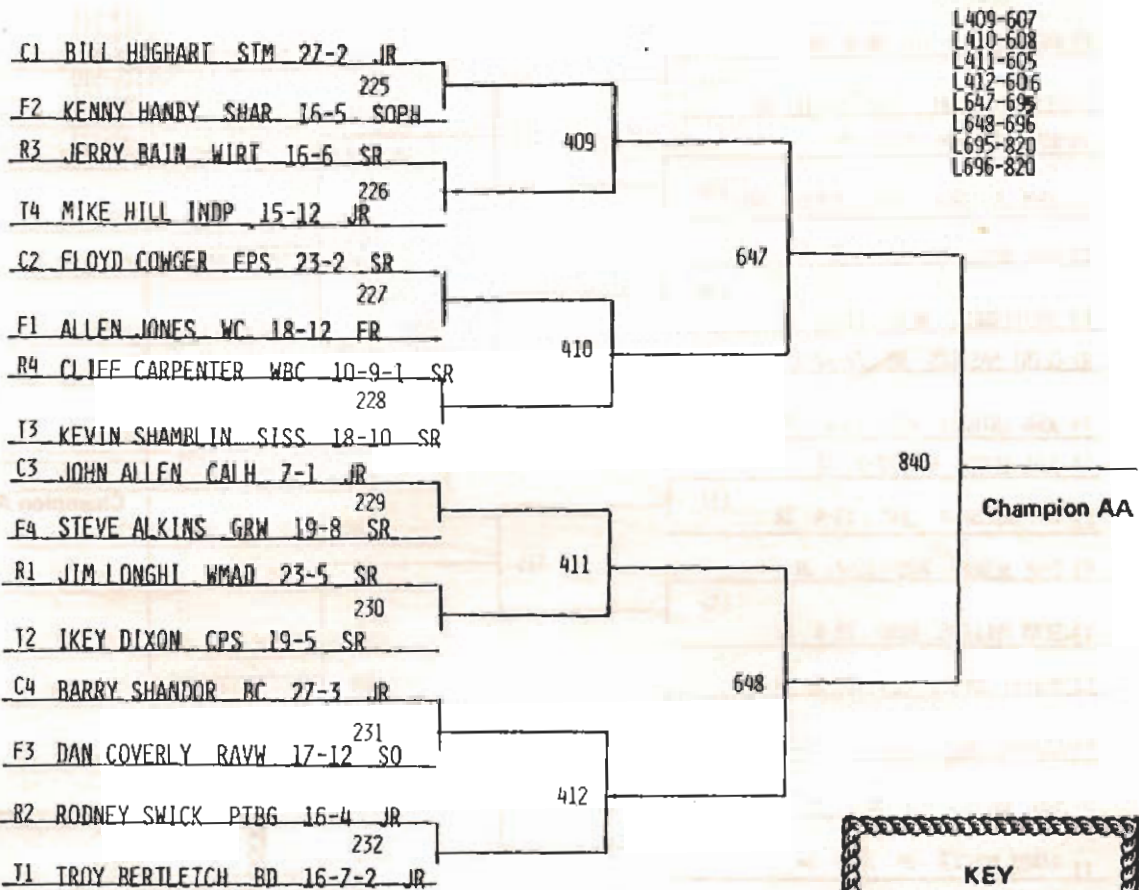 L409-607
L410-608
L411-605
L412-606
L647-695
L648-696
L695-820
L696-820
C1 BILL HUGHART STM 27-2 JR
225
F2 KENNY HANBY SHAR 16-5 SOPH
409
R3 JERRY BAIN WIRT 16-6 SR
226
T4 MIKE HILL INDP 15-12 JR
647
C2 FLOYD COWGER EPS 23-2 SR
227
F1 ALLEN JONES WC 18-12 FR
410
R4 CLIFF CARPENTER WBC 10-9-1 SR
228
T3 KEVIN SHAMBLIN SISS 18-10 SR
840
Champion AA
C3 JOHN ALLEN CALH 7-1 JR
229
F4 STEVE ALKINS GRW 19-8 SR
411
R1 JIM LONGHI WMAD 23-5 SR
230
T2 IKEY DIXON CPS 19-5 SR
648
C4 BARRY SHANDOR BC 27-3 JR
231
F3 DAN COVERLY RAVW 17-12 SO
412
R2 RODNEY SWICK PTBG 16-4 JR
232
T1 TROY BERTLETCH BD 16-7-2 JR
KEY